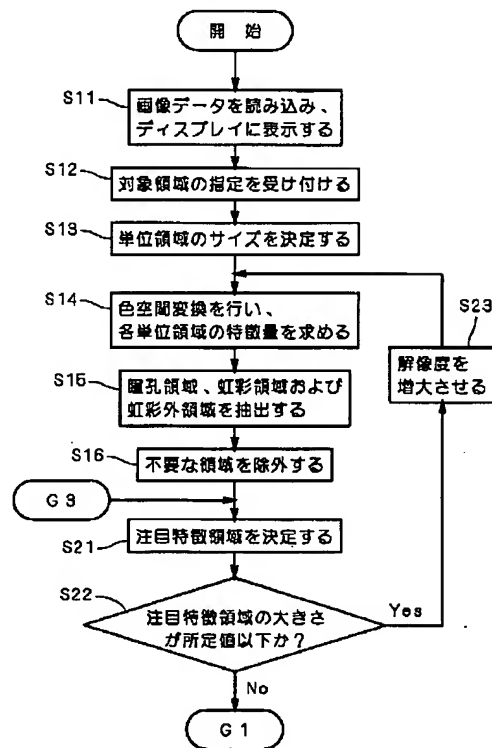 開始
S11
画像データを読み込み、
ディスプレイに表示する
S12
対象領域の指定を受け付ける
S13
単位領域のサイズを決定する
S14
色空間変換を行い、
各単位領域の特徴量を求める
S23
解像度を
増大させる
S15
瞳孔領域、虹彩領域および
虹彩外領域を抽出する
S16
不要な領域を除外する
G3
S21
注目特徴領域を決定する
S22
注目特徴領域の大きさ
が所定値以下か?
Yes
No
G1